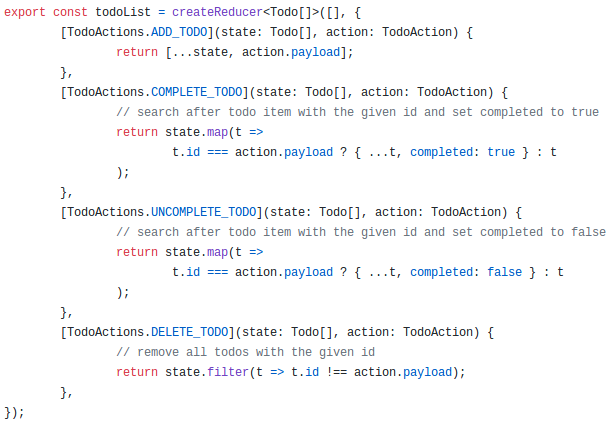 export const todoList = createReducer<Todo[]>([], {
        [TodoActions.ADD_TODO](state: Todo[], action: TodoAction) {
                return [...state, action.payload];
        },
        [TodoActions.COMPLETE_TODO](state: Todo[], action: TodoAction) {
                // search after todo item with the given id and set completed to true
                return state.map(t =>
                        t.id === action.payload ? { ...t, completed: true } : t
                );
        },
        [TodoActions.UNCOMPLETE_TODO](state: Todo[], action: TodoAction) {
                // search after todo item with the given id and set completed to false
                return state.map(t =>
                        t.id === action.payload ? { ...t, completed: false } : t
                );
        },
        [TodoActions.DELETE_TODO](state: Todo[], action: TodoAction) {
                // remove all todos with the given id
                return state.filter(t => t.id !== action.payload);
        },
});